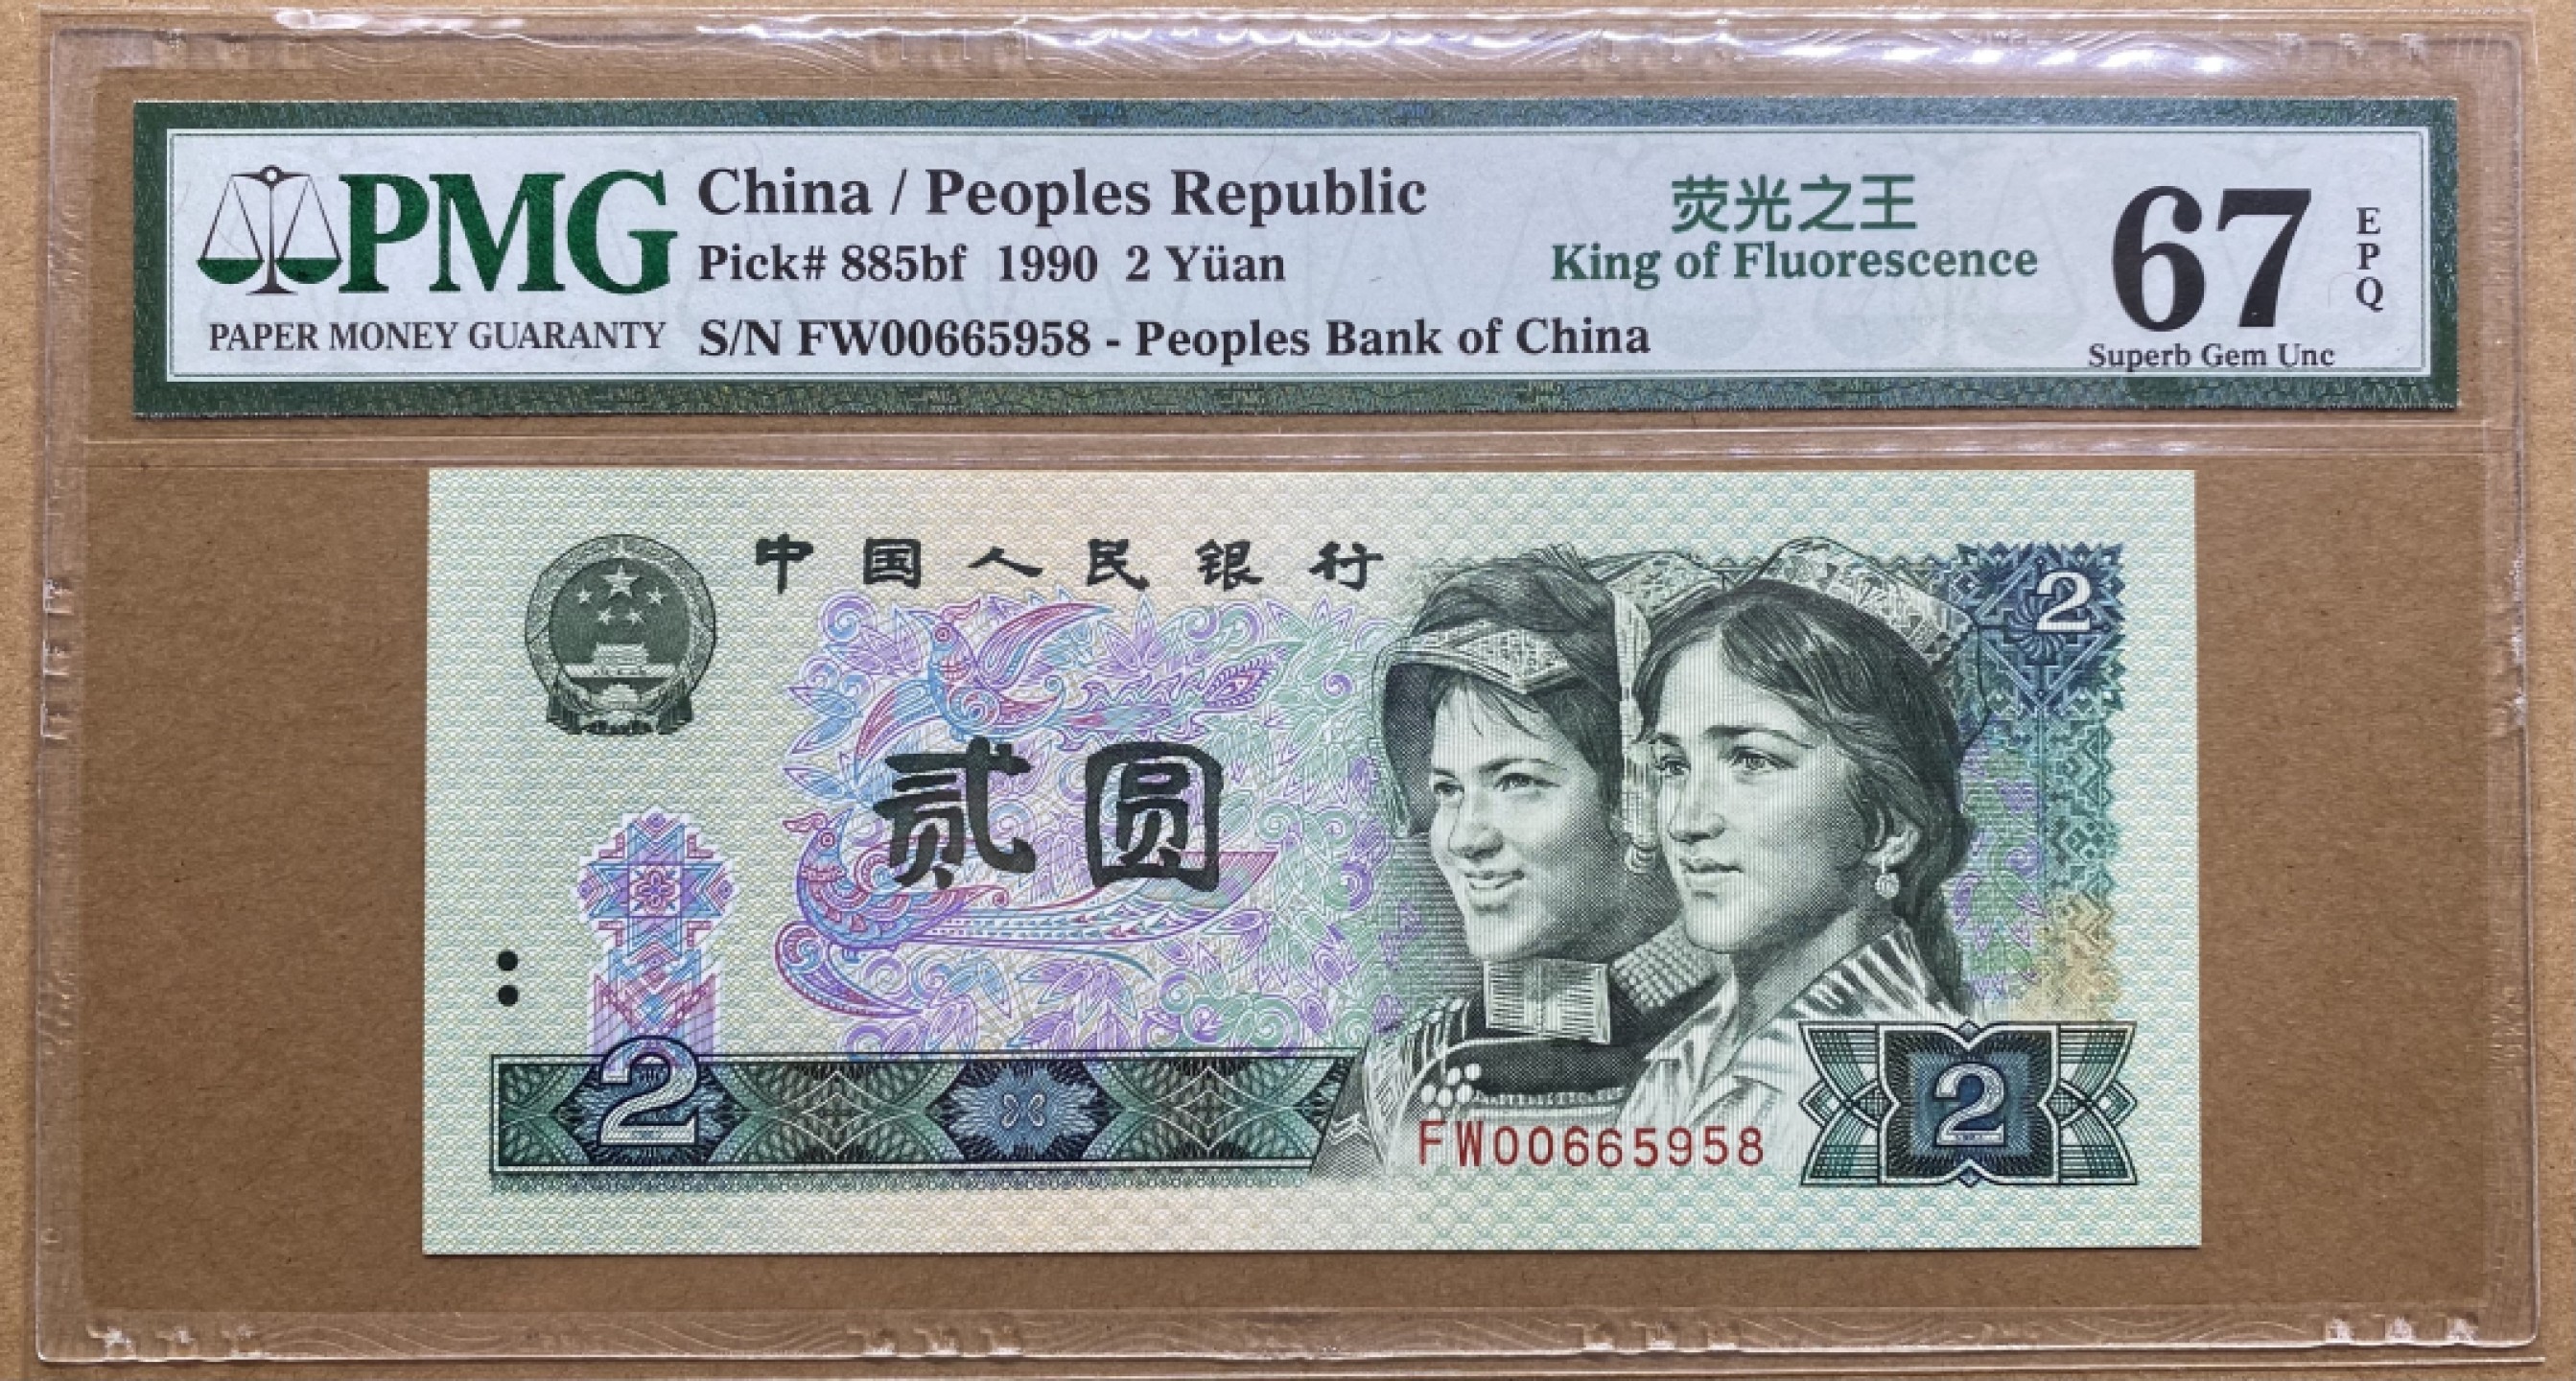 PMG
PAPER MONEY GUARANTY
China / Peoples Republic
Pick# 885bf 1990 2 Yüan
S/N FW00665958 - Peoples Bank of China
荧光之王
King of Fluorescence
67
EPQ
Superb Gem Unc
中国人民银行
2
贰圆
2
FW00665958
2